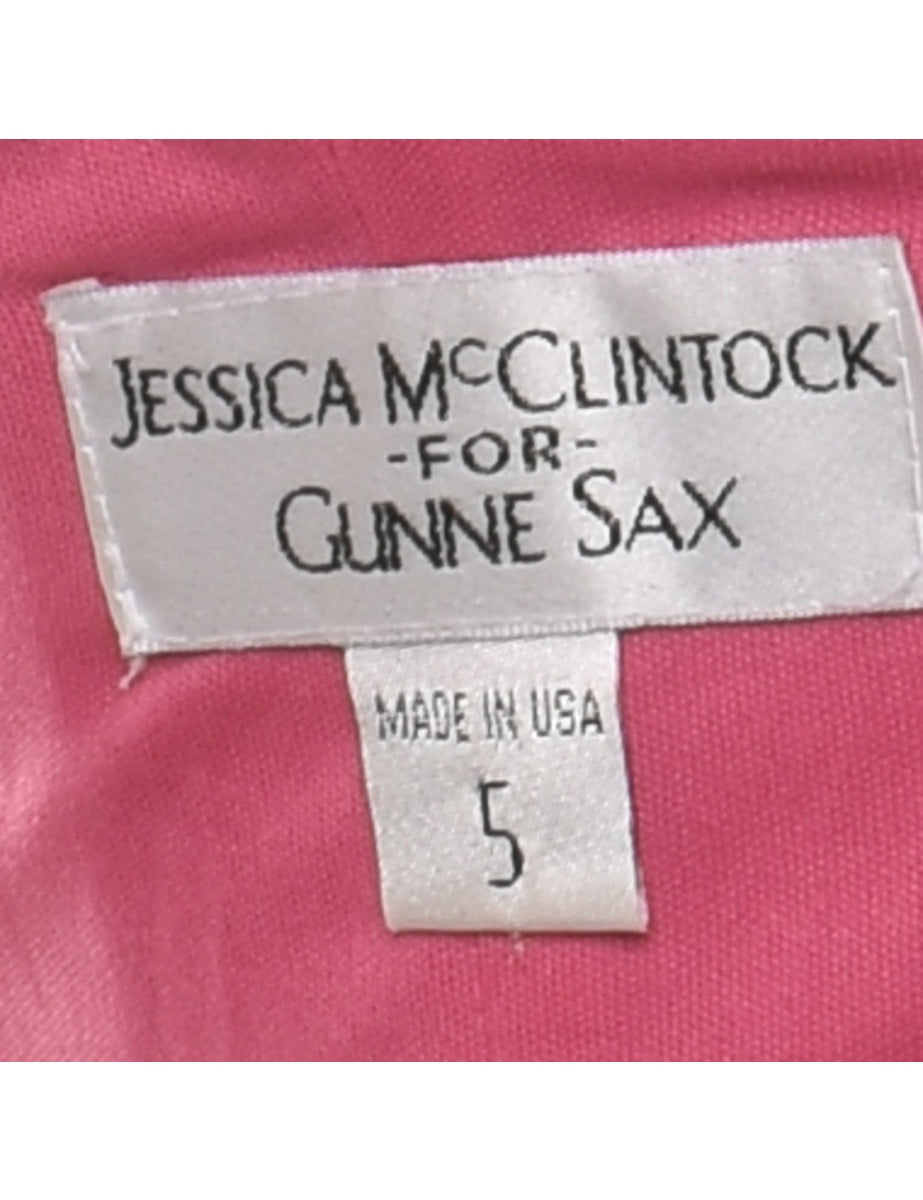 JESSICA McCLINTOCK
-FOR-
GUNNE SAX
MADE IN USA
5